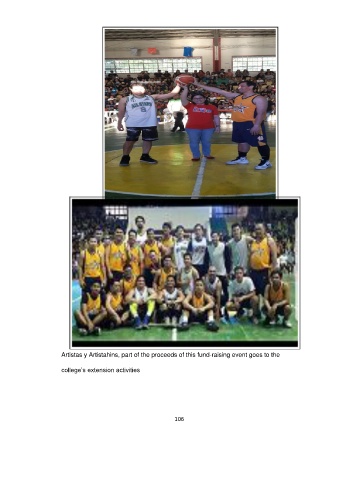 Artistas y Artistahins, part of the proceeds of this fund-raising event goes to the
college's extension activities
106